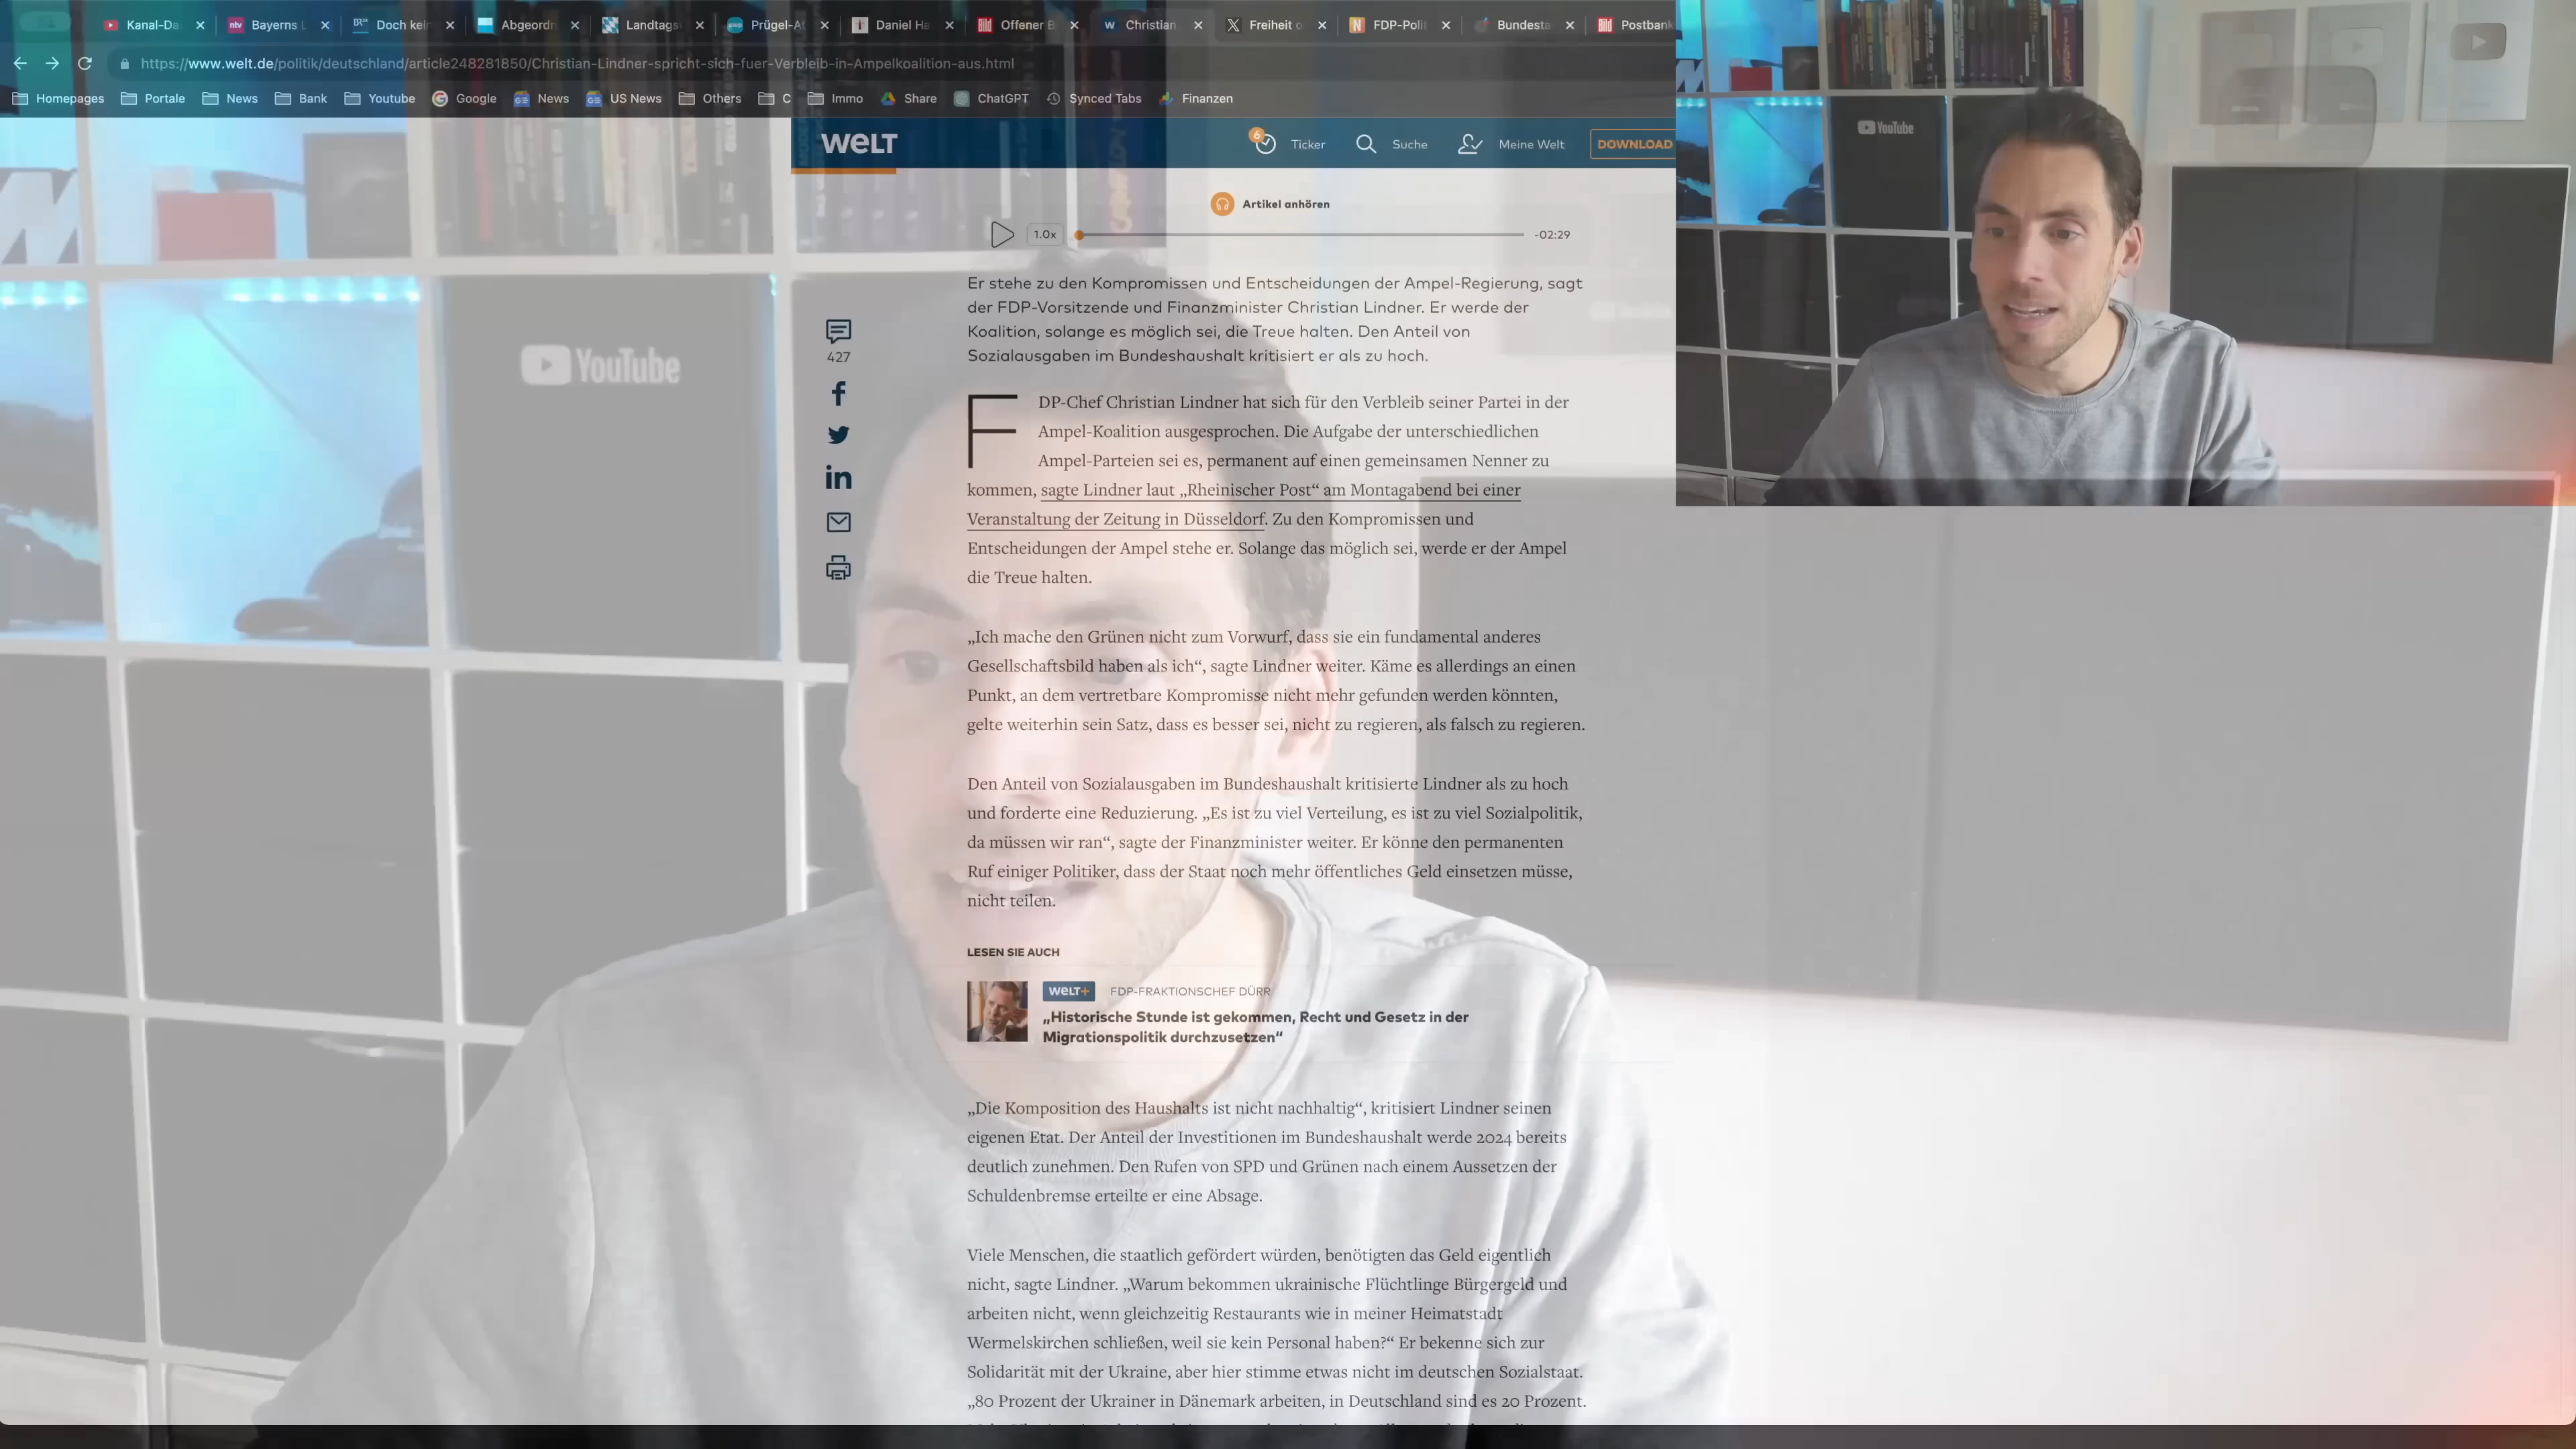 Kanal-Da
Bayerns L
Doch kei
Abgeordn
Landtags
Prügel-A
Daniel Ha
Offener B
Christian
Freiheit o
FDP-Poli
Bundesta
Postbank
https://www.welt.de/politik/deutschland/article248281850/Christian-Lindner-spricht-sich-fuer-Verbleib-in-Ampelkoalition-aus.html
Homepages Portale News Bank Youtube Google News US News Others C Immo Share ChatGPT Synced Tabs Finanzen
WELT
6
Ticker
Suche
Meine Welt
DOWNLOAD
YouTube
Artikel anhören
1.0x
-02:29
Er stehe zu den Kompromissen und Entscheidungen der Ampel-Regierung, sagt
der FDP-Vorsitzende und Finanzminister Christian Lindner. Er werde der
Koalition, solange es möglich sei, die Treue halten. Den Anteil von
Sozialausgaben im Bundeshaushalt kritisiert er als zu hoch.
427
YouTube
FDP-Chef Christian Lindner hat sich für den Verbleib seiner Partei in der
Ampel-Koalition ausgesprochen. Die Aufgabe der unterschiedlichen
Ampel-Parteien sei es, permanent auf einen gemeinsamen Nenner zu
kommen, sagte Lindner laut „Rheinischer Post“ am Montagabend bei einer
Veranstaltung der Zeitung in Düsseldorf. Zu den Kompromissen und
Entscheidungen der Ampel stehe er. Solange das möglich sei, werde er der Ampel
die Treue halten.
„Ich mache den Grünen nicht zum Vorwurf, dass sie ein fundamental anderes
Gesellschaftsbild haben als ich“, sagte Lindner weiter. Käme es allerdings an einen
Punkt, an dem vertretbare Kompromisse nicht mehr gefunden werden könnten,
gelte weiterhin sein Satz, dass es besser sei, nicht zu regieren, als falsch zu regieren.
Den Anteil von Sozialausgaben im Bundeshaushalt kritisierte Lindner als zu hoch
und forderte eine Reduzierung. „Es ist zu viel Verteilung, es ist zu viel Sozialpolitik,
da müssen wir ran“, sagte der Finanzminister weiter. Er könne den permanenten
Ruf einiger Politiker, dass der Staat noch mehr öffentliches Geld einsetzen müsse,
nicht teilen.
LESEN SIE AUCH
WELT+ FDP-FRAKTIONSCHEF DÜRR
„Historische Stunde ist gekommen, Recht und Gesetz in der
Migrationspolitik durchzusetzen“
„Die Komposition des Haushalts ist nicht nachhaltig“, kritisiert Lindner seinen
eigenen Etat. Der Anteil der Investitionen im Bundeshaushalt werde 2024 bereits
deutlich zunehmen. Den Rufen von SPD und Grünen nach einem Aussetzen der
Schuldenbremse erteilte er eine Absage.
Viele Menschen, die staatlich gefördert würden, benötigten das Geld eigentlich
nicht, sagte Lindner. „Warum bekommen ukrainische Flüchtlinge Bürgergeld und
arbeiten nicht, wenn gleichzeitig Restaurants wie in meiner Heimatstadt
Wermelskirchen schließen, weil sie kein Personal haben?“ Er bekenne sich zur
Solidarität mit der Ukraine, aber hier stimme etwas nicht im deutschen Sozialstaat.
„80 Prozent der Ukrainer in Dänemark arbeiten, in Deutschland sind es 20 Prozent.